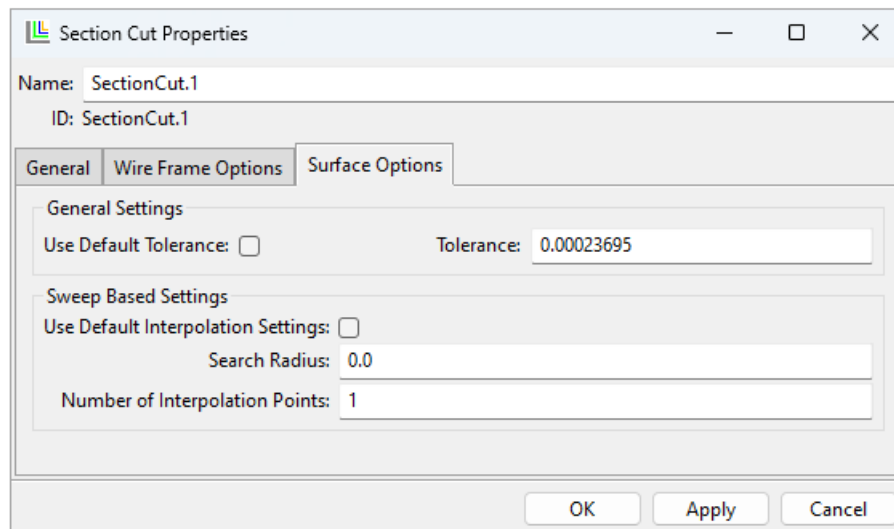 Section Cut Properties
Name: SectionCut.1
ID: SectionCut.1
General Wire Frame Options Surface Options
General Settings
Use Default Tolerance: Tolerance: 0.00023695
Sweep Based Settings
Use Default Interpolation Settings:
Search Radius: 0.0
Number of Interpolation Points: 1
OK Apply Cancel